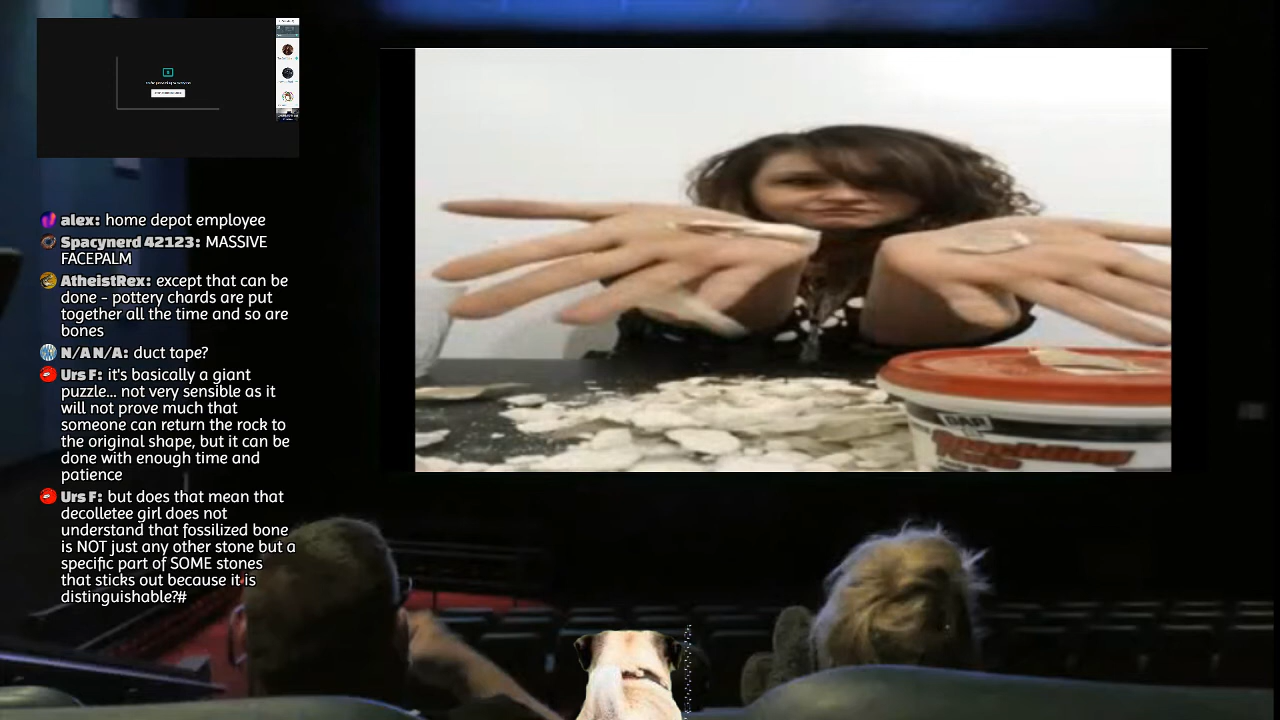 alex: home depot employee
Spacynerd 42123: MASSIVE
FACEPALM
AtheistRex: except that can be
done - pottery chards are put
together all the time and so are
bones
N/A N/A: duct tape?
Urs F: it's basically a giant
puzzle... not very sensible as it
will not prove much that
someone can return the rock to
the original shape, but it can be
done with enough time and
patience
Urs F: but does that mean that
decolletee girl does not
understand that fossilized bone
is NOT just any other stone but a
specific part of SOME stones
that sticks out because it is
distinguishable?#
DAP